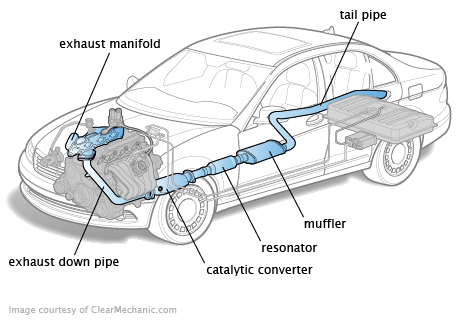 tail pipe
exhaust manifold
muffler
resonator
exhaust down pipe
catalytic converter
Image courtesy of ClearMechanic.com